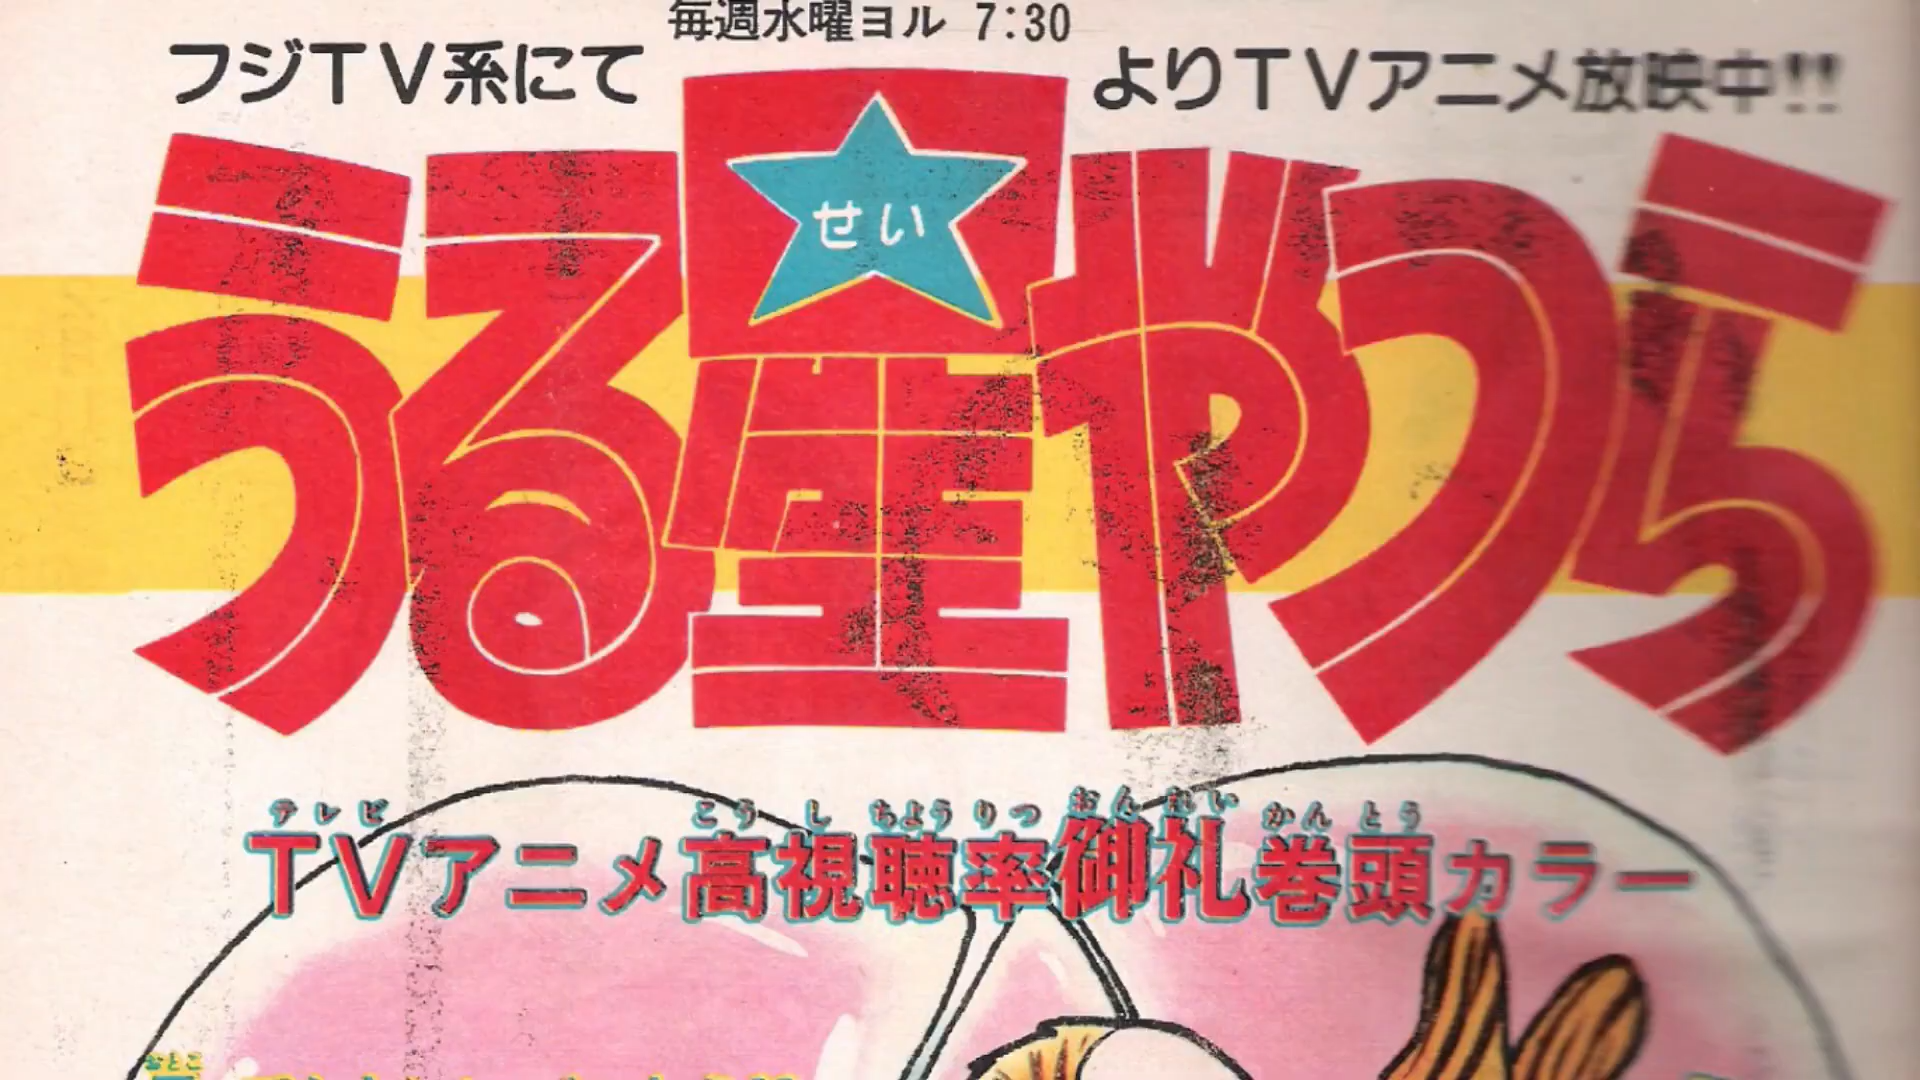 毎週水曜ヨル 7:30
フジTV系にて よりTVアニメ放映中!!
せい
うる星やつら
テレビ こうしちょうりつおんれいかんとう
TVアニメ高視聴率御礼巻頭カラー
おとこ